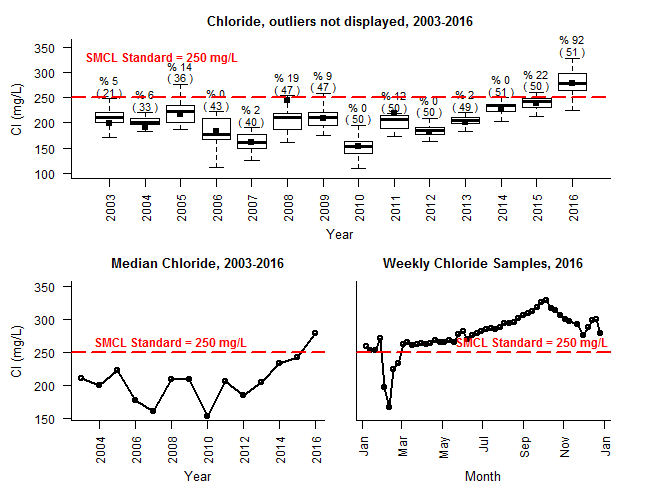 Chloride, outliers not displayed, 2003-2016
Cl (mg/L)
350
300
250
200
150
100
SMCL Standard = 250 mg/L
% 5
( 21 )
% 6
( 33 )
% 14
( 36 )
% 0
( 43 )
% 2
( 40 )
% 19
( 47 )
% 9
( 47 )
% 0
( 50 )
% 12
( 50 )
% 0
( 50 )
% 2
( 49 )
% 0
( 51 )
% 22
( 50 )
% 92
( 51 )
2003 2004 2005 2006 2007 2008 2009 2010 2011 2012 2013 2014 2015 2016
Year
Median Chloride, 2003-2016
Cl (mg/L)
350
300
250
200
150
SMCL Standard = 250 mg/L
2004 2006 2008 2010 2012 2014 2016
Year
Weekly Chloride Samples, 2016
SMCL Standard = 250 mg/L
Jan Mar May Jul Sep Nov Jan
Month